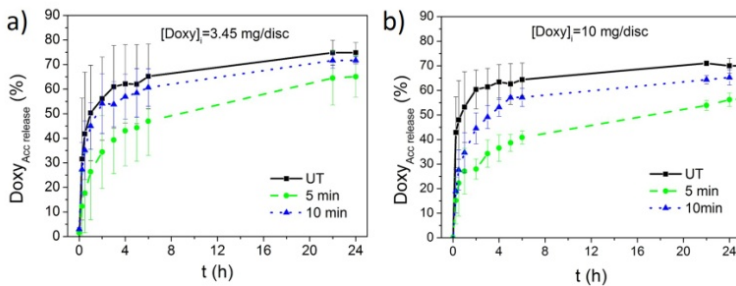 a)
[Doxy]i=3.45 mg/disc
90
80
70
60
50
40
30
20
10
0
DoxyAcc release (%)
UT
5 min
10 min
0 4 8 12 16 20 24
t (h)
b)
[Doxy]i=10 mg/disc
90
80
70
60
50
40
30
20
10
0
DoxyAcc release (%)
UT
5 min
10min
0 4 8 12 16 20 24
t (h)